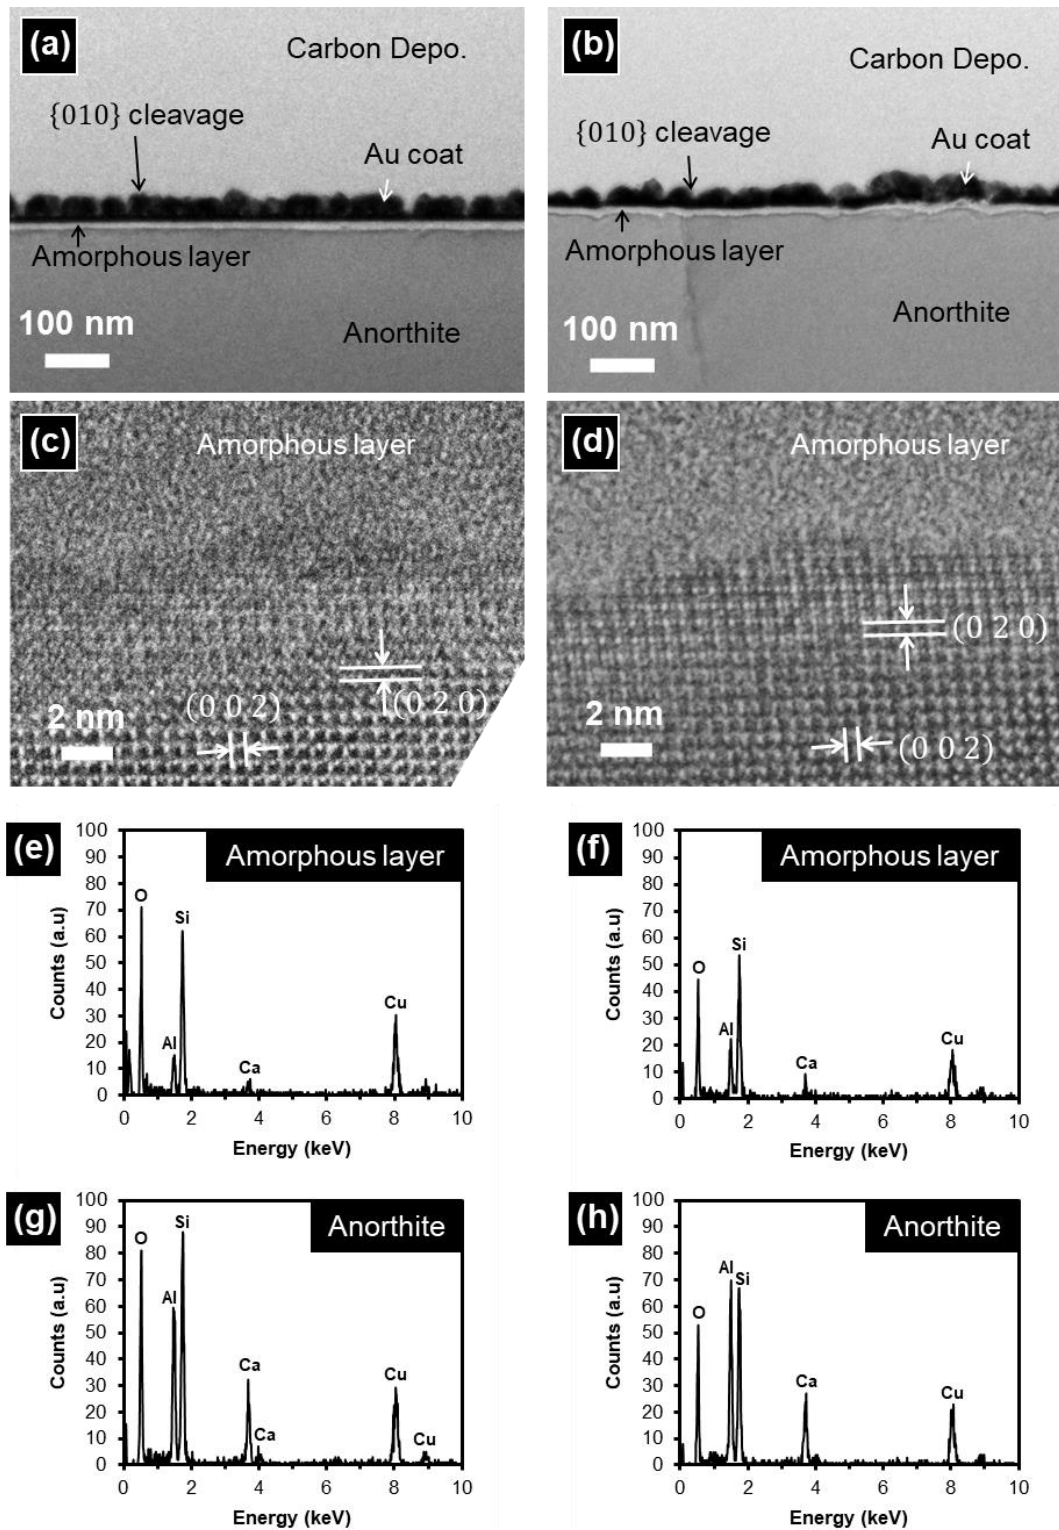 (a)
Carbon Depo.
{010} cleavage
Au coat
Amorphous layer
100 nm
Anorthite
(b)
Carbon Depo.
{010} cleavage
Au coat
Amorphous layer
100 nm
Anorthite
(c)
Amorphous layer
(0 0 2)
(0 2 0)
2 nm
(d)
Amorphous layer
(0 2 0)
2 nm
(0 0 2)
(e)
Amorphous layer
100
90
80
70
60
50
40
30
20
10
0
Counts (a.u)
O
Si
Al
Ca
Cu
0 2 4 6 8 10
Energy (keV)
(f)
Amorphous layer
100
90
80
70
60
50
40
30
20
10
0
Counts (a.u)
O
Si
Al
Ca
Cu
0 2 4 6 8 10
Energy (keV)
(g)
Anorthite
100
90
80
70
60
50
40
30
20
10
0
Counts (a.u)
O
Si
Al
Ca
Ca
Cu
Cu
0 2 4 6 8 10
Energy (keV)
(h)
Anorthite
100
90
80
70
60
50
40
30
20
10
0
Counts (a.u)
O
Al
Si
Ca
Cu
0 2 4 6 8 10
Energy (keV)